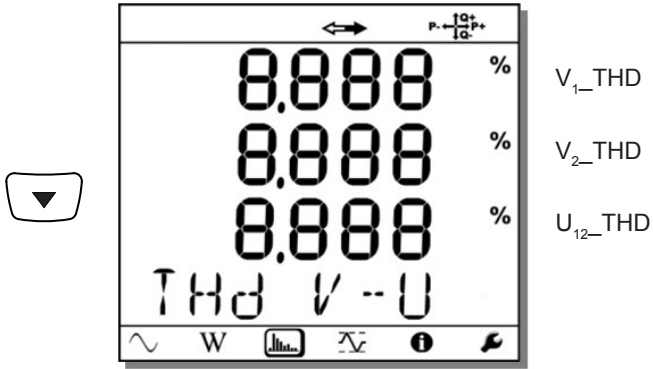 P- Q+ P+
Q-
8.888 % V₁_THD
8.888 % V₂_THD
8.888 % U₁₂_THD
THd V--U
W